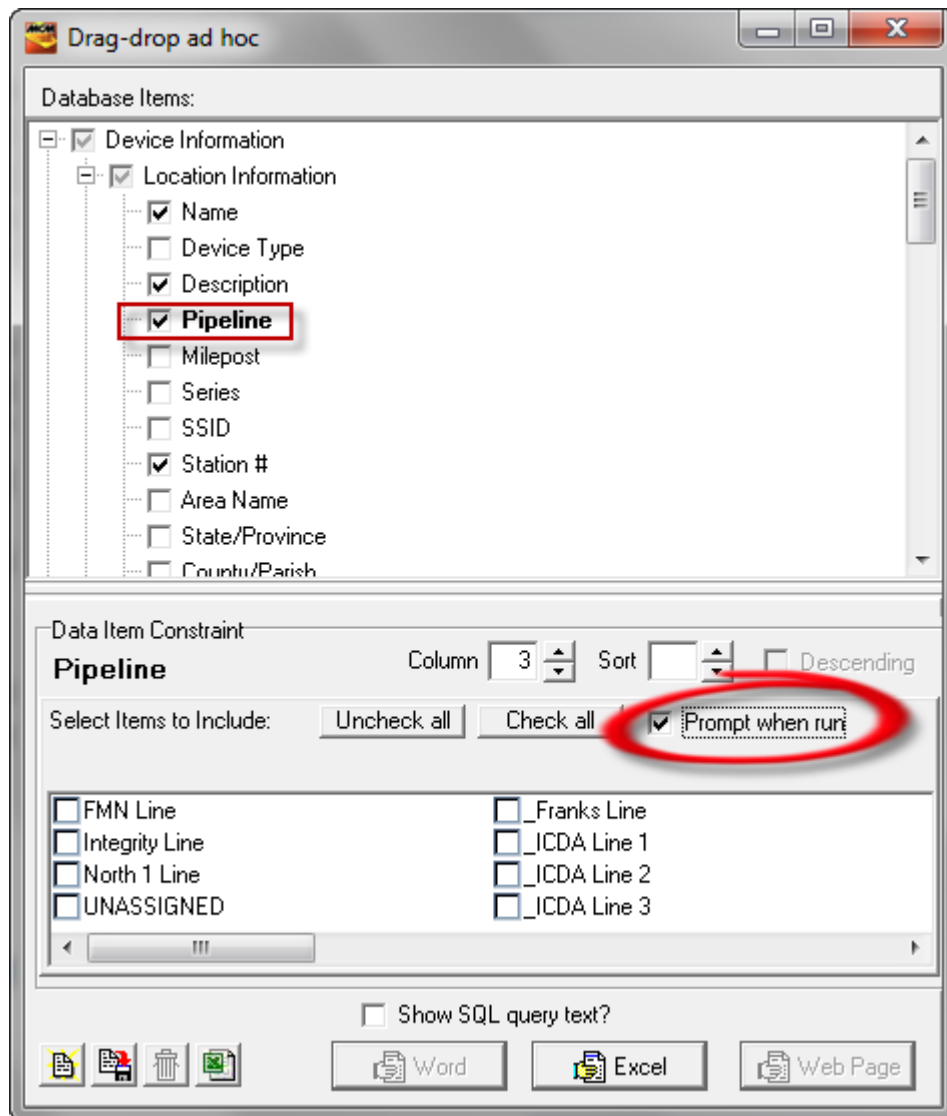 MCM Drag-drop ad hoc
Database Items:
Device Information
Location Information
Name
Device Type
Description
Pipeline
Milepost
Series
SSID
Station #
Area Name
State/Province
County/Parish
Data Item Constraint
Pipeline Column 3 Sort Descending
Select Items to Include: Uncheck all Check all Prompt when run
FMN Line _Franks Line
Integrity Line _ICDA Line 1
North 1 Line _ICDA Line 2
UNASSIGNED _ICDA Line 3
Show SQL query text?
Word Excel Web Page